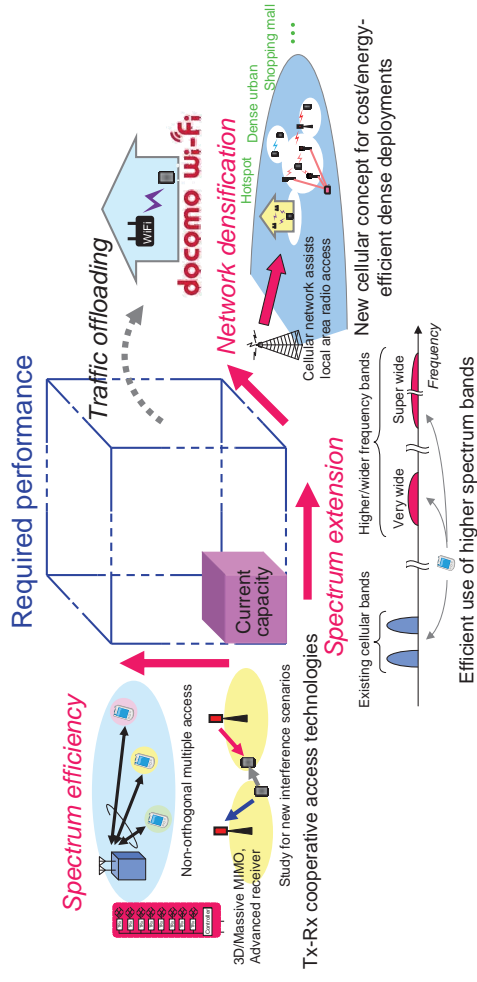 Required performance
Spectrum efficiency
Non-orthogonal multiple access
Controller
3D/Massive MIMO,
Advanced receiver
Study for new interference scenarios
Tx-Rx cooperative access technologies
Current
capacity
Traffic offloading
WiFi
docomo Wi-Fi
Network densification
Hotspot
Dense urban
Shopping mall
...
Cellular network assists
local area radio access
New cellular concept for cost/energy-
efficient dense deployments
Spectrum extension
Existing cellular bands
Higher/wider frequency bands
Very wide
Super wide
Frequency
Efficient use of higher spectrum bands